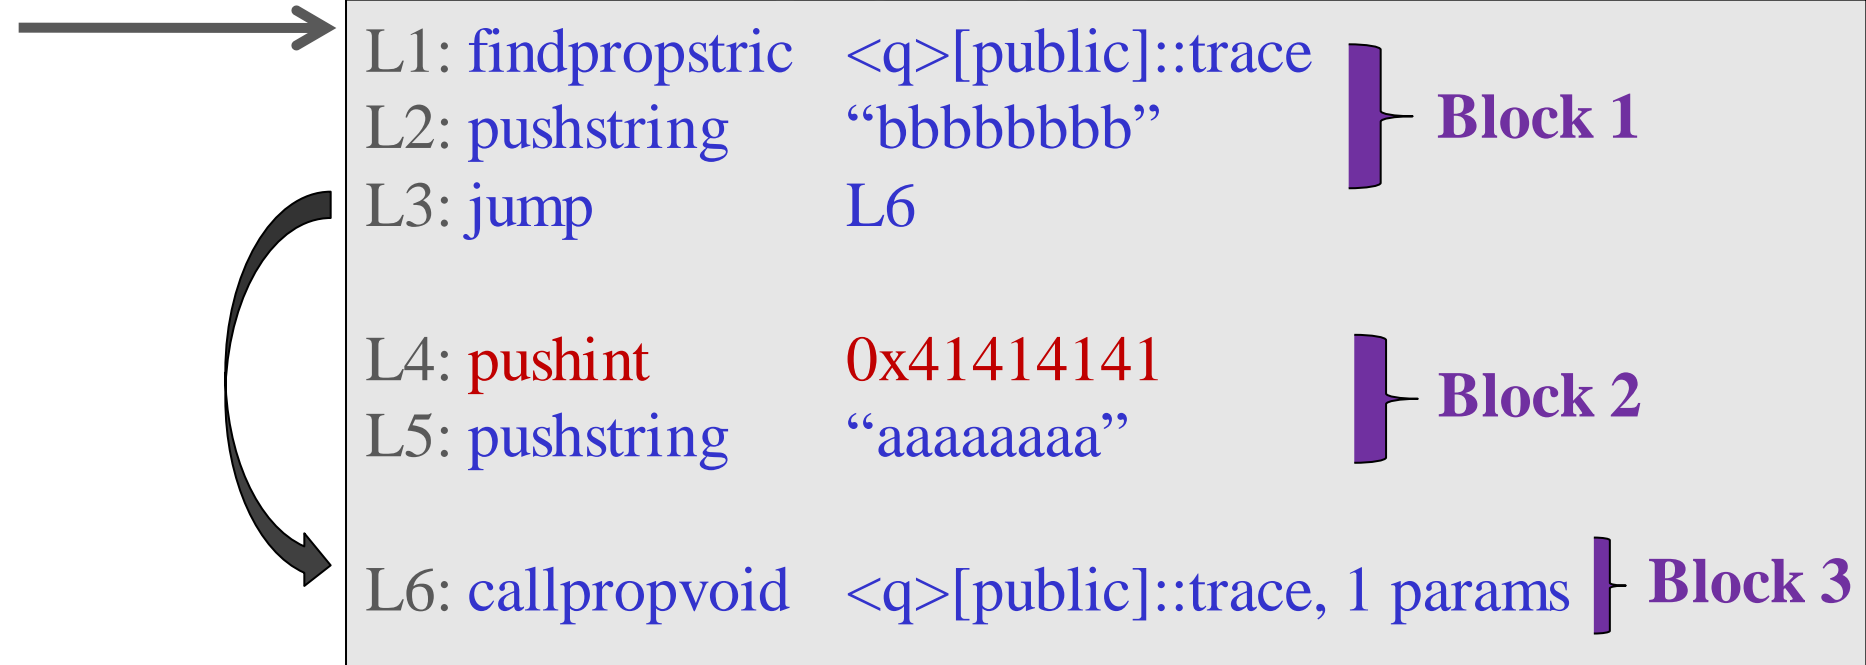 L1: findpropstric <q>[public]::trace
L2: pushstring “bbbbbbbb”
Block 1
L3: jump L6
L4: pushint 0x41414141
Block 2
L5: pushstring “aaaaaaaa”
L6: callpropvoid <q>[public]::trace, 1 params
Block 3